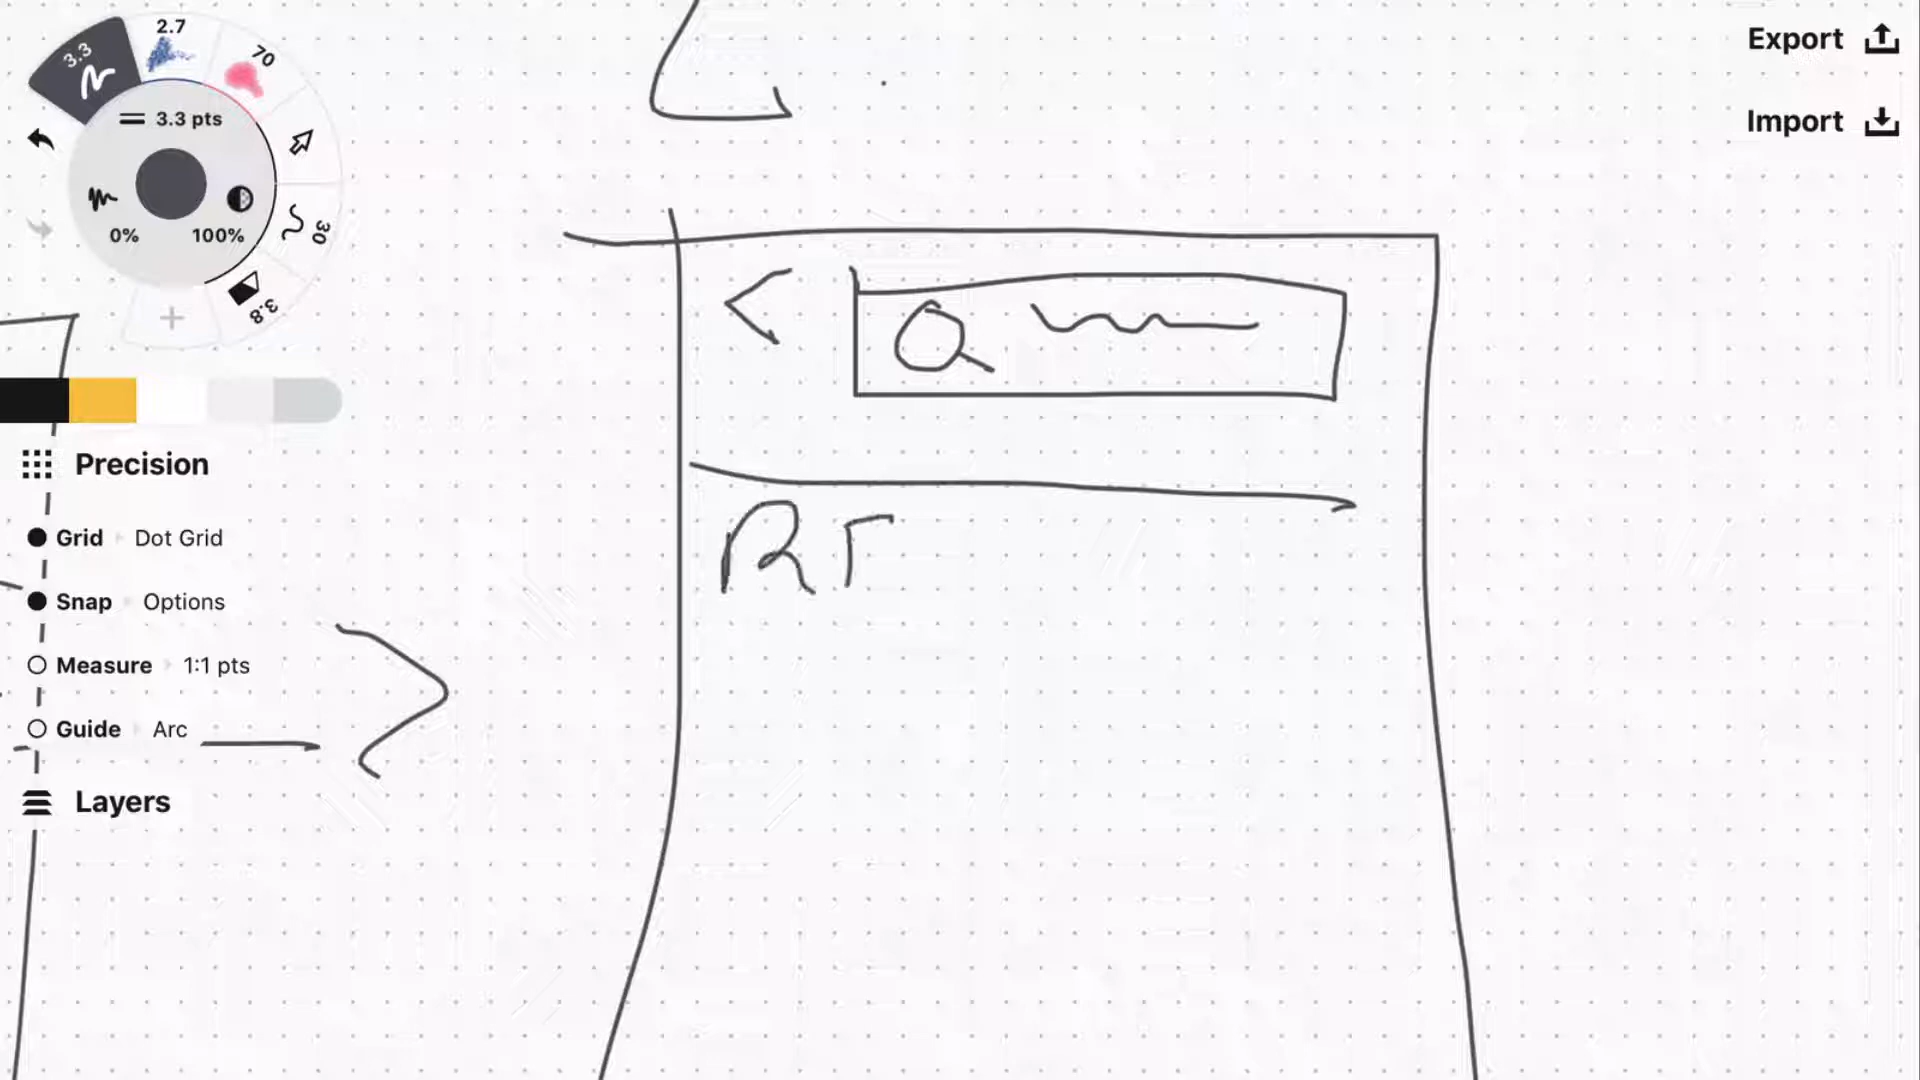 2.7
3.3
70
3.3 pts
0%
100%
30
3.8
Export
Import
Precision
Grid Dot Grid
Snap Options
Measure 1:1 pts
Guide Arc
Layers
R